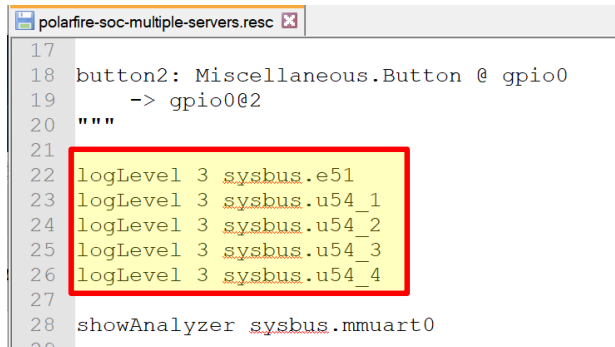 polarfire-soc-multiple-servers.resc
17
18 button2: Miscellaneous.Button @ gpio0
19     -> gpio0@2
20 """
21
22 logLevel 3 sysbus.e51
23 logLevel 3 sysbus.u54_1
24 logLevel 3 sysbus.u54_2
25 logLevel 3 sysbus.u54_3
26 logLevel 3 sysbus.u54_4
27
28 showAnalyzer sysbus.mmuart0